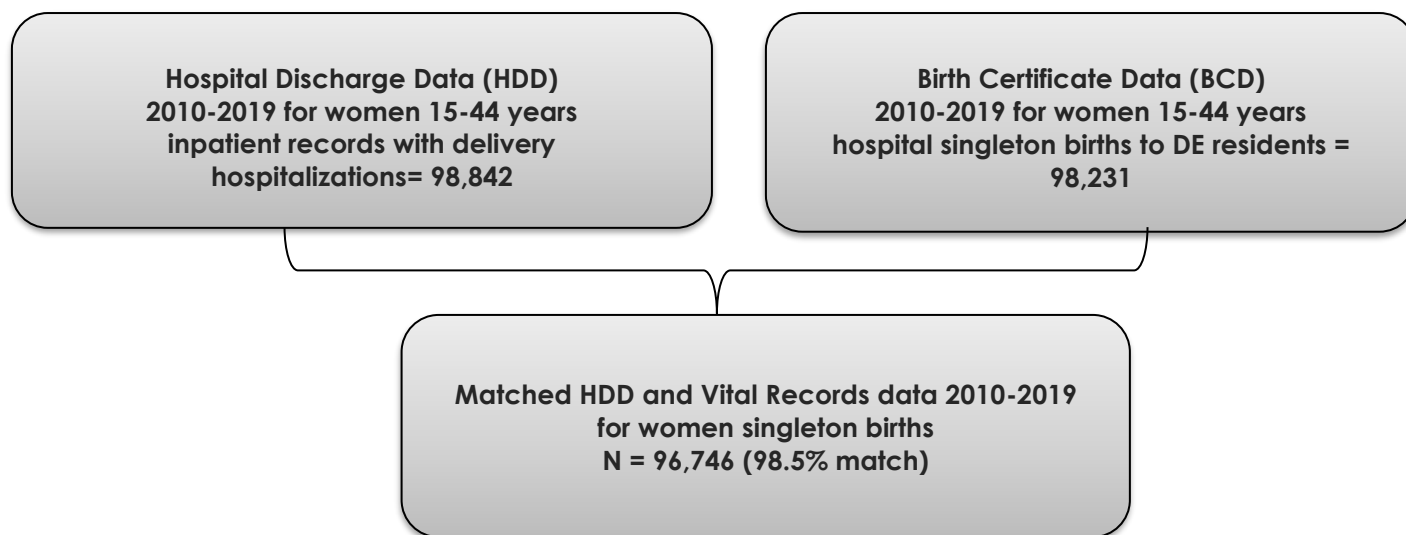 Hospital Discharge Data (HDD)
2010-2019 for women 15-44 years
inpatient records with delivery
hospitalizations= 98,842
Birth Certificate Data (BCD)
2010-2019 for women 15-44 years
hospital singleton births to DE residents =
98,231
Matched HDD and Vital Records data 2010-2019
for women singleton births
N = 96,746 (98.5% match)